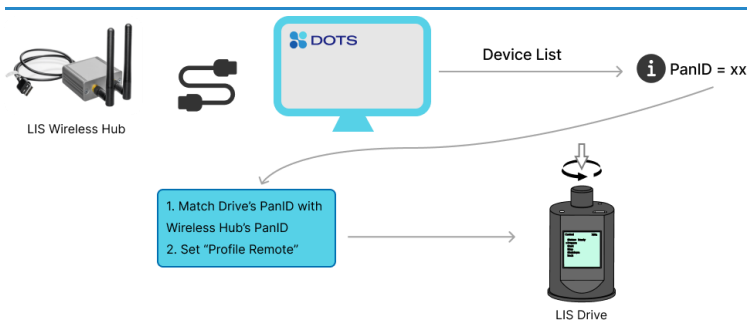 DOTS
Device List
i PanID = xx
LIS Wireless Hub
1. Match Drive's PanID with
Wireless Hub's PanID
2. Set "Profile Remote"
LIS Drive